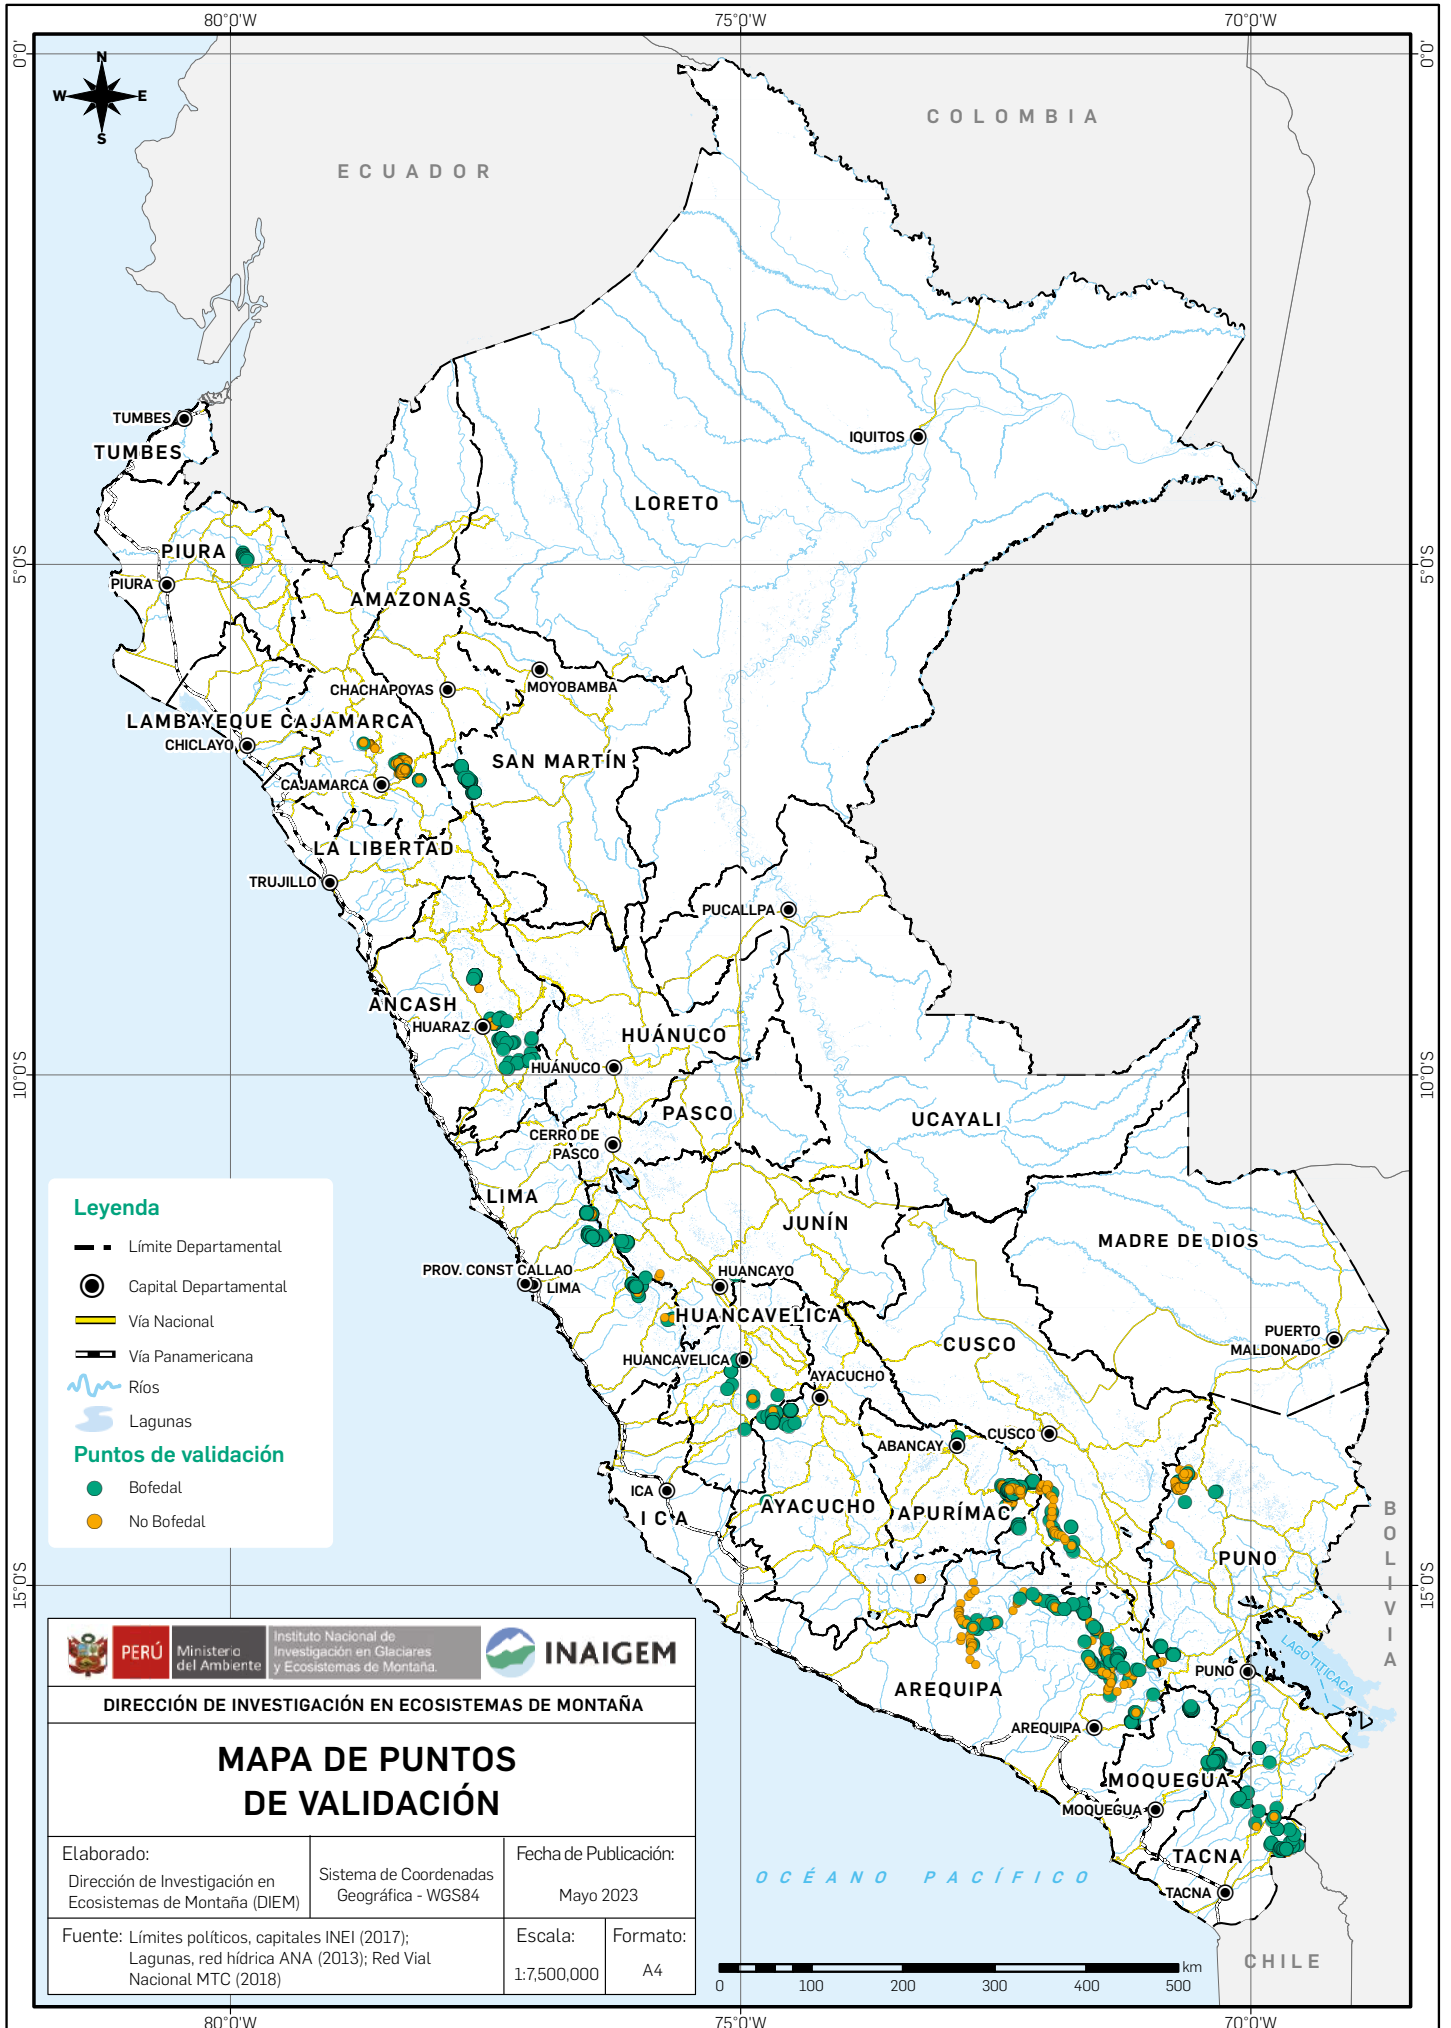 80°0'W
75°0'W
70°0'W
0°0'
0°0'
N
W
E
S
COLOMBIA
ECUADOR
TUMBES
TUMBES
IQUITOS
LORETO
PIURA
5°0'S
5°0'S
PIURA
AMAZONAS
CHACHAPOYAS
MOYOBAMBA
LAMBAYEQUE
CAJAMARCA
CHICLAYO
SAN MARTÍN
CAJAMARCA
LA LIBERTAD
TRUJILLO
PUCALLPA
ANCASH
HUARAZ
HUÁNUCO
HUÁNUCO
10°0'S
10°0'S
PASCO
UCAYALI
CERRO DE
PASCO
LIMA
JUNÍN
MADRE DE DIOS
PROV. CONST CALLAO
LIMA
HUANCAYO
HUANCAVELICA
CUSCO
PUERTO
MALDONADO
HUANCAVELICA
AYACUCHO
CUSCO
ABANCAY
ICA
ICA
AYACUCHO
APURÍMAC
BOLIVIA
PUNO
15°0'S
15°0'S
LAGO TITICACA
PUNO
AREQUIPA
AREQUIPA
MOQUEGUA
MOQUEGUA
TACNA
TACNA
OCÉANO PACÍFICO
CHILE
Leyenda
Límite Departamental
Capital Departamental
Vía Nacional
Vía Panamericana
Ríos
Lagunas
Puntos de validación
Bofedal
No Bofedal
PERÚ
Ministerio
del Ambiente
Instituto Nacional de
Investigación en Glaciares
y Ecosistemas de Montaña.
INAIGEM
DIRECCIÓN DE INVESTIGACIÓN EN ECOSISTEMAS DE MONTAÑA
MAPA DE PUNTOS
DE VALIDACIÓN
Elaborado:
Dirección de Investigación en
Ecosistemas de Montaña (DIEM)
Sistema de Coordenadas
Geográfica - WGS84
Fecha de Publicación:
Mayo 2023
Fuente: Límites políticos, capitales INEI (2017);
Lagunas, red hídrica ANA (2013); Red Vial
Nacional MTC (2018)
Escala:
1:7,500,000
Formato:
A4
km
0 100 200 300 400 500
80°0'W
75°0'W
70°0'W